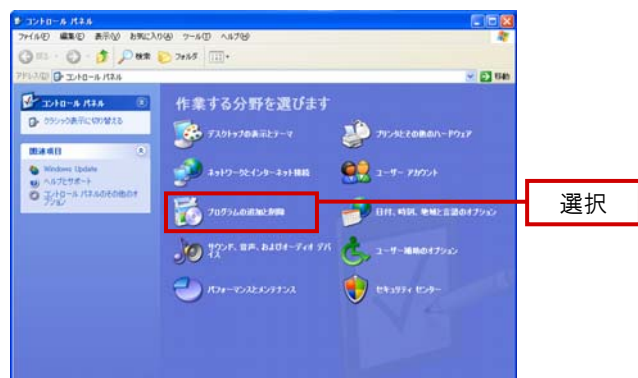 コントロール パネル
ファイル(F) 編集(E) 表示(V) お気に入り(A) ツール(T) ヘルプ(H)
戻る 検索 フォルダ
アドレス(D) コントロール パネル 移動
コントロール パネル
クラシック表示に切り替える
関連項目
Windows Update
ヘルプとサポート
コントロール パネルのその他のオプション
作業する分野を選びます
デスクトップの表示とテーマ
プリンタとその他のハードウェア
ネットワークとインターネット接続
ユーザー アカウント
プログラムの追加と削除
日付、時刻、地域と言語のオプション
サウンド、音声、およびオーディオ デバイス
ユーザー補助のオプション
パフォーマンスとメンテナンス
セキュリティ センター
選択